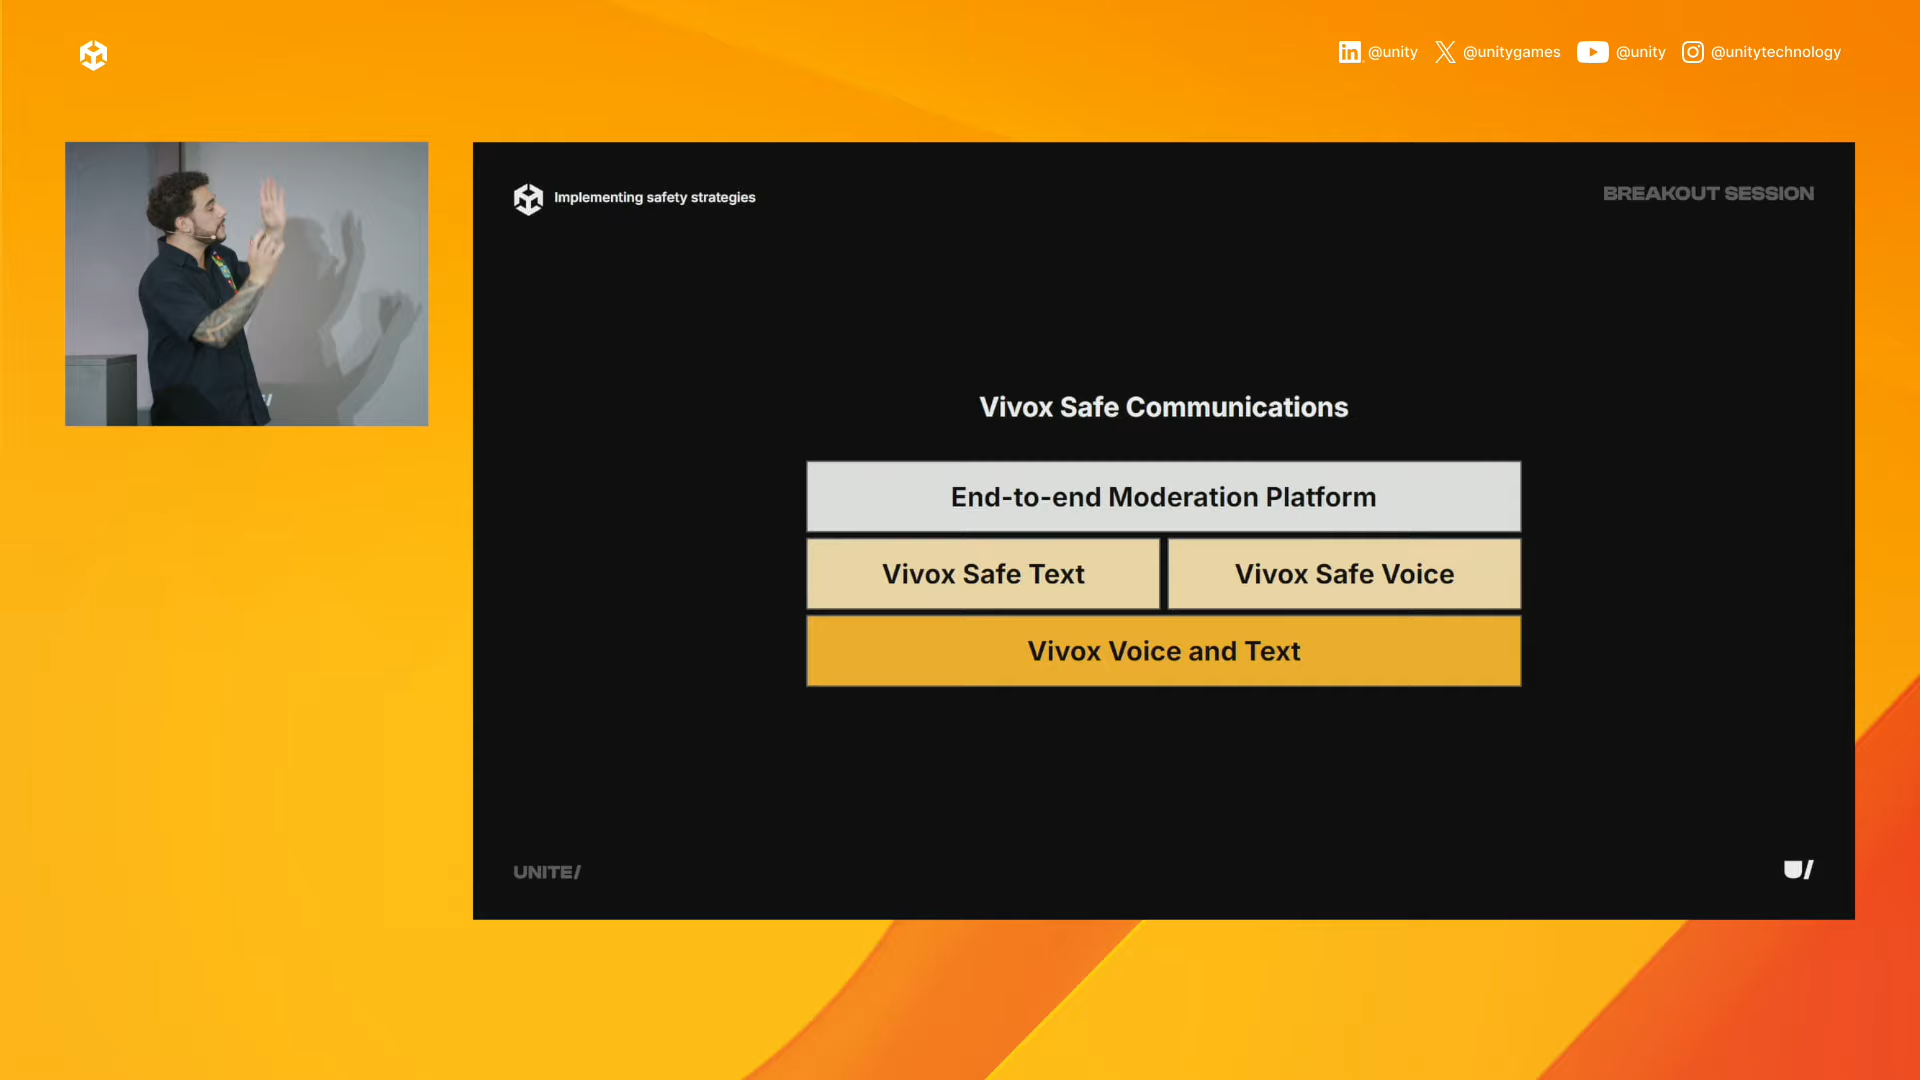 @unity
@unitygames
@unity
@unitytechnology
Implementing safety strategies
BREAKOUT SESSION
Vivox Safe Communications
End-to-end Moderation Platform
Vivox Safe Text
Vivox Safe Voice
Vivox Voice and Text
UNITE/
U/